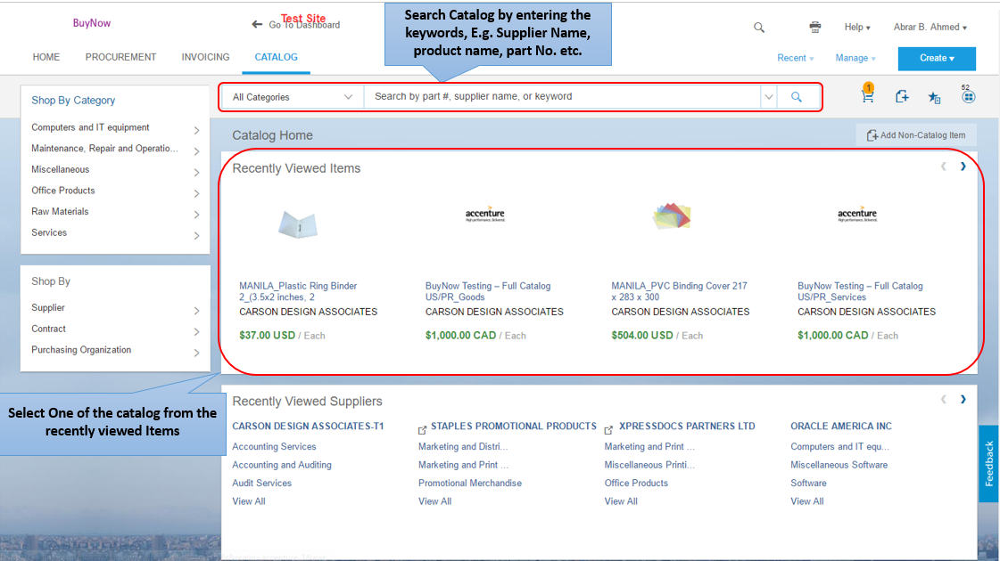 BuyNow
Test Site
Go To Dashboard
Search Catalog by entering the
keywords, E.g. Supplier Name,
product name, part No. etc.
Help
Abrar B. Ahmed
HOME
PROCUREMENT
INVOICING
CATALOG
Recent
Manage
Create
Shop By Category
Computers and IT equipment
Maintenance, Repair and Operatio...
Miscellaneous
Office Products
Raw Materials
Services
All Categories
Search by part #, supplier name, or keyword
1
52
Catalog Home
Add Non-Catalog Item
Recently Viewed Items
accenture
High performance. Delivered.
accenture
High performance. Delivered.
MANILA_Plastic Ring Binder
2_(3.5x2 inches, 2
CARSON DESIGN ASSOCIATES
$37.00 USD / Each
BuyNow Testing – Full Catalog
US/PR_Goods
CARSON DESIGN ASSOCIATES
$1,000.00 CAD / Each
MANILA_PVC Binding Cover 217
x 283 x 300
CARSON DESIGN ASSOCIATES
$504.00 USD / Each
BuyNow Testing – Full Catalog
US/PR_Services
CARSON DESIGN ASSOCIATES
$1,000.00 CAD / Each
Shop By
Supplier
Contract
Purchasing Organization
Select One of the catalog from the
recently viewed Items
Recently Viewed Suppliers
CARSON DESIGN ASSOCIATES-T1
Accounting Services
Accounting and Auditing
Audit Services
View All
STAPLES PROMOTIONAL PRODUCTS
Marketing and Distri...
Marketing and Print ...
Promotional Merchandise
View All
XPRESSDOCS PARTNERS LTD
Marketing and Print ...
Miscellaneous Printi...
Office Products
View All
ORACLE AMERICA INC
Computers and IT equ...
Miscellaneous Software
Software
View All
Feedback